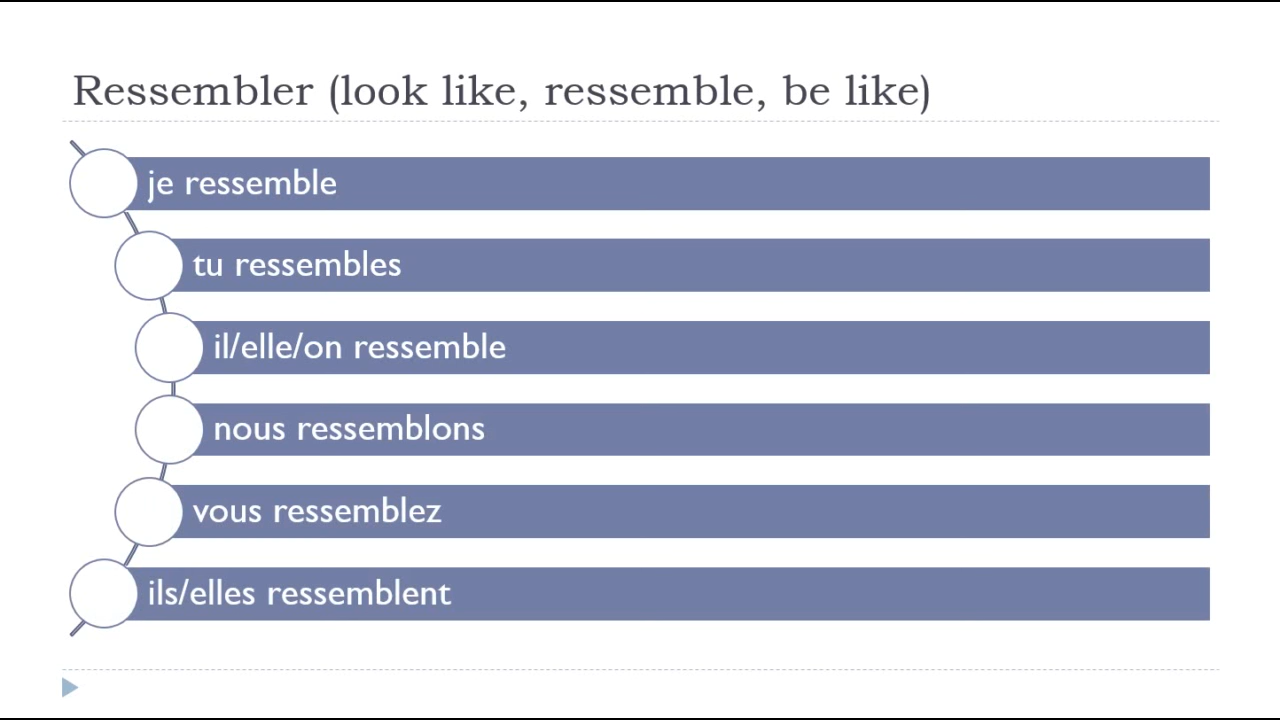 Ressembler (look like, ressemble, be like)
je ressemble
tu ressembles
il/elle/on ressemble
nous ressemblons
vous ressemblez
ils/elles ressemblent